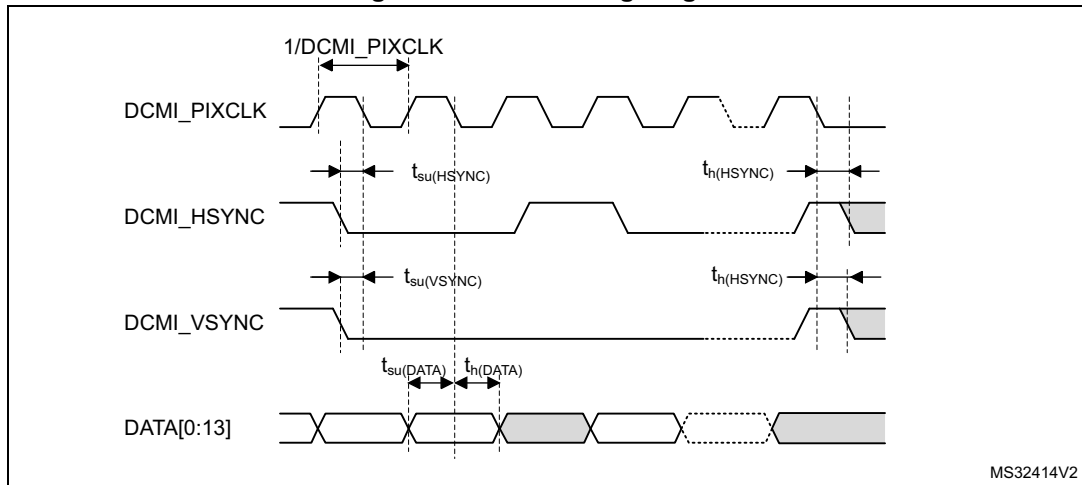 1/DCMI_PIXCLK
DCMI_PIXCLK
tsu(HSYNC)
th(HSYNC)
DCMI_HSYNC
tsu(VSYNC)
th(HSYNC)
DCMI_VSYNC
tsu(DATA) th(DATA)
DATA[0:13]
MS32414V2